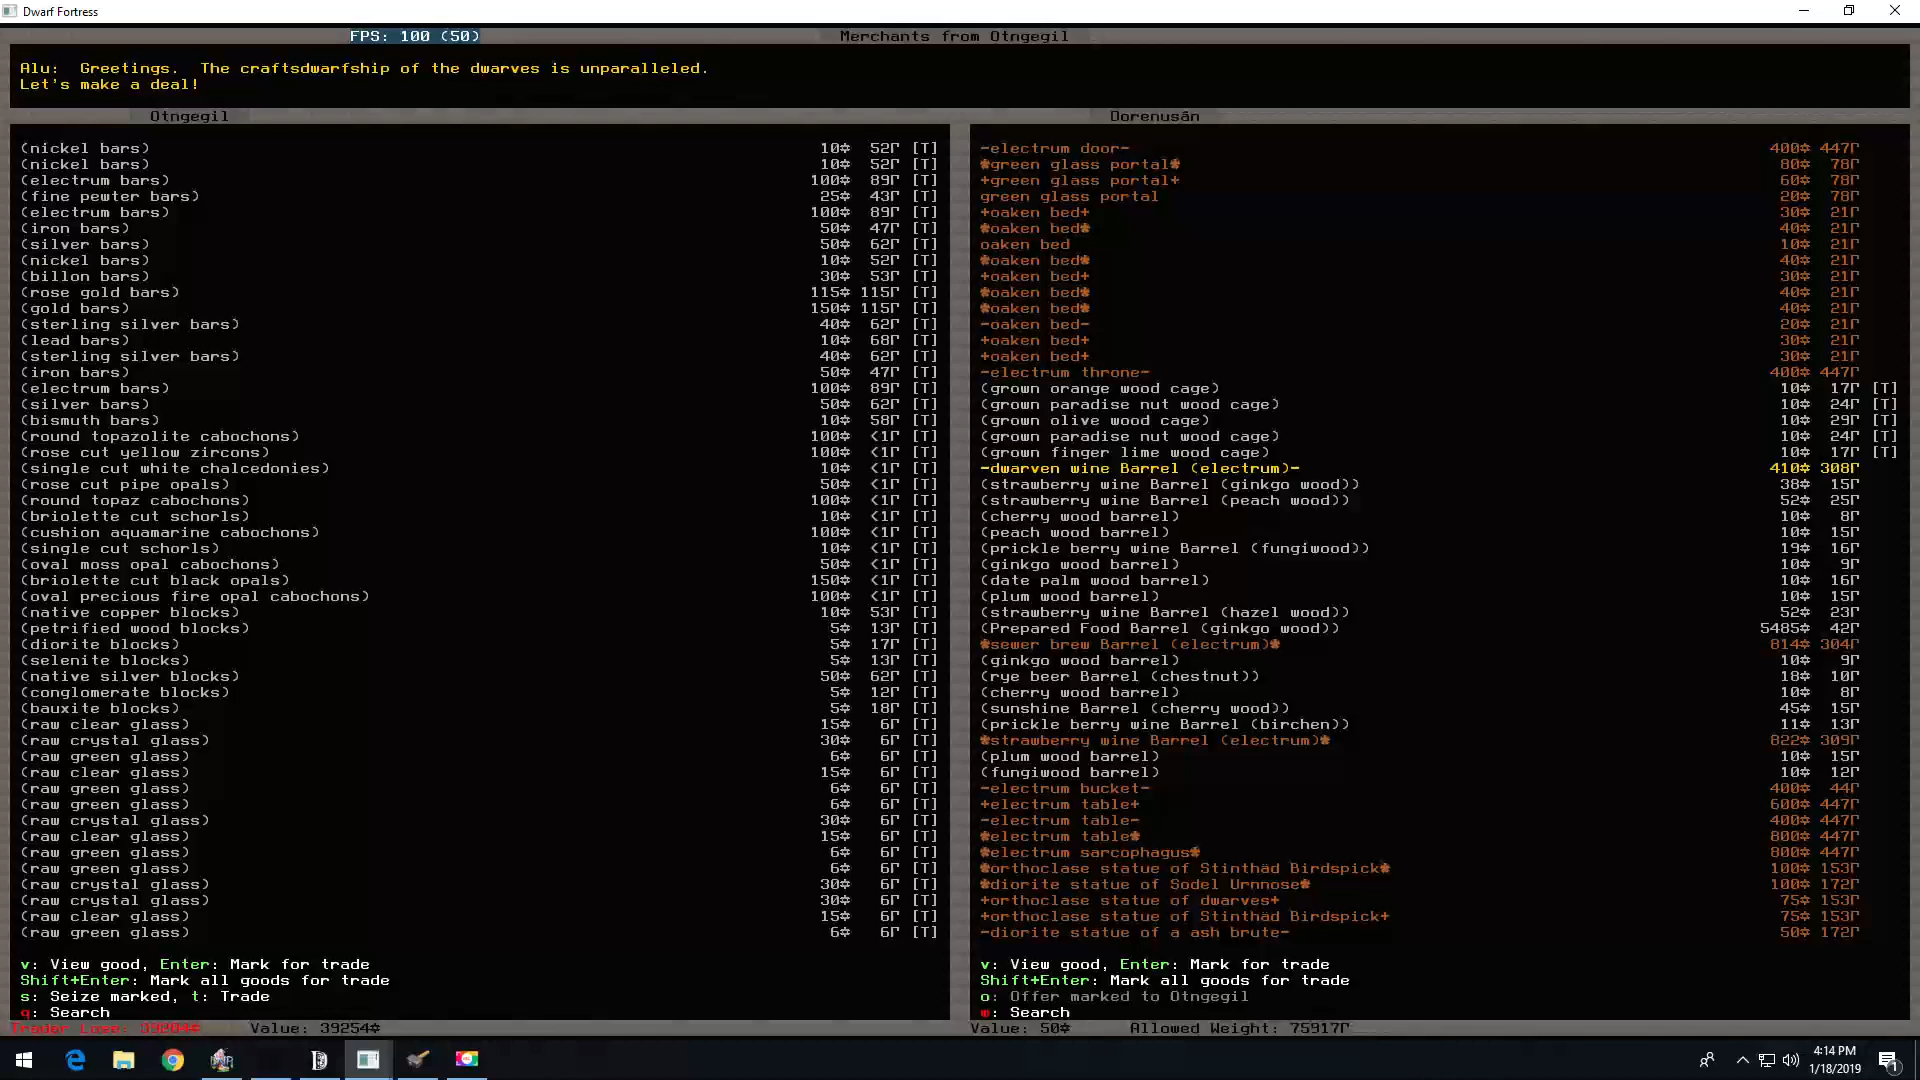 Dwarf Fortress
FPS: 100 (50)
Merchants from Otngegil
Alu:  Greetings.  The craftsdwarfship of the dwarves is unparalleled.
Let's make a deal!
Otngegil
(nickel bars) 10☼ 52Γ [T]
(nickel bars) 10☼ 52Γ [T]
(electrum bars) 100☼ 89Γ [T]
(fine pewter bars) 25☼ 43Γ [T]
(electrum bars) 100☼ 89Γ [T]
(iron bars) 50☼ 47Γ [T]
(silver bars) 50☼ 62Γ [T]
(nickel bars) 10☼ 52Γ [T]
(billon bars) 30☼ 53Γ [T]
(rose gold bars) 115☼ 115Γ [T]
(gold bars) 150☼ 115Γ [T]
(sterling silver bars) 40☼ 62Γ [T]
(lead bars) 10☼ 68Γ [T]
(sterling silver bars) 40☼ 62Γ [T]
(iron bars) 50☼ 47Γ [T]
(electrum bars) 100☼ 89Γ [T]
(silver bars) 50☼ 62Γ [T]
(bismuth bars) 10☼ 58Γ [T]
(round topazolite cabochons) 100☼ <1Γ [T]
(rose cut yellow zircons) 100☼ <1Γ [T]
(single cut white chalcedonies) 10☼ <1Γ [T]
(rose cut pipe opals) 50☼ <1Γ [T]
(round topaz cabochons) 100☼ <1Γ [T]
(briolette cut schorls) 10☼ <1Γ [T]
(cushion aquamarine cabochons) 100☼ <1Γ [T]
(single cut schorls) 10☼ <1Γ [T]
(oval moss opal cabochons) 50☼ <1Γ [T]
(briolette cut black opals) 150☼ <1Γ [T]
(oval precious fire opal cabochons) 100☼ <1Γ [T]
(native copper blocks) 10☼ 53Γ [T]
(petrified wood blocks) 5☼ 13Γ [T]
(diorite blocks) 5☼ 17Γ [T]
(selenite blocks) 5☼ 13Γ [T]
(native silver blocks) 50☼ 62Γ [T]
(conglomerate blocks) 5☼ 12Γ [T]
(bauxite blocks) 5☼ 18Γ [T]
(raw clear glass) 15☼ 6Γ [T]
(raw crystal glass) 30☼ 6Γ [T]
(raw green glass) 6☼ 6Γ [T]
(raw clear glass) 15☼ 6Γ [T]
(raw green glass) 6☼ 6Γ [T]
(raw green glass) 6☼ 6Γ [T]
(raw crystal glass) 30☼ 6Γ [T]
(raw clear glass) 15☼ 6Γ [T]
(raw green glass) 6☼ 6Γ [T]
(raw green glass) 6☼ 6Γ [T]
(raw crystal glass) 30☼ 6Γ [T]
(raw crystal glass) 30☼ 6Γ [T]
(raw clear glass) 15☼ 6Γ [T]
(raw green glass) 6☼ 6Γ [T]
v: View good, Enter: Mark for trade
Shift+Enter: Mark all goods for trade
s: Seize marked, t: Trade
q: Search
Trader Loss: 39204☼ Value: 39254☼
Dorenusân
-electrum door- 400☼ 447Γ
☼green glass portal☼ 80☼ 78Γ
+green glass portal+ 60☼ 78Γ
green glass portal 20☼ 78Γ
+oaken bed+ 30☼ 21Γ
☼oaken bed☼ 40☼ 21Γ
oaken bed 10☼ 21Γ
☼oaken bed☼ 40☼ 21Γ
+oaken bed+ 30☼ 21Γ
☼oaken bed☼ 40☼ 21Γ
☼oaken bed☼ 40☼ 21Γ
-oaken bed- 20☼ 21Γ
+oaken bed+ 30☼ 21Γ
+oaken bed+ 30☼ 21Γ
-electrum throne- 400☼ 447Γ
(grown orange wood cage) 10☼ 17Γ [T]
(grown paradise nut wood cage) 10☼ 24Γ [T]
(grown olive wood cage) 10☼ 29Γ [T]
(grown paradise nut wood cage) 10☼ 24Γ [T]
(grown finger lime wood cage) 10☼ 17Γ [T]
-dwarven wine Barrel (electrum)- 410☼ 308Γ
(strawberry wine Barrel (ginkgo wood)) 38☼ 15Γ
(strawberry wine Barrel (peach wood)) 52☼ 25Γ
(cherry wood barrel) 10☼ 8Γ
(peach wood barrel) 10☼ 15Γ
(prickle berry wine Barrel (fungiwood)) 19☼ 16Γ
(ginkgo wood barrel) 10☼ 9Γ
(date palm wood barrel) 10☼ 16Γ
(plum wood barrel) 10☼ 15Γ
(strawberry wine Barrel (hazel wood)) 52☼ 23Γ
(Prepared Food Barrel (ginkgo wood)) 5485☼ 42Γ
☼sewer brew Barrel (electrum)☼ 814☼ 304Γ
(ginkgo wood barrel) 10☼ 9Γ
(rye beer Barrel (chestnut)) 18☼ 10Γ
(cherry wood barrel) 10☼ 8Γ
(sunshine Barrel (cherry wood)) 45☼ 15Γ
(prickle berry wine Barrel (birchen)) 11☼ 13Γ
☼strawberry wine Barrel (electrum)☼ 822☼ 309Γ
(plum wood barrel) 10☼ 15Γ
(fungiwood barrel) 10☼ 12Γ
-electrum bucket- 400☼ 44Γ
+electrum table+ 600☼ 447Γ
-electrum table- 400☼ 447Γ
☼electrum table☼ 800☼ 447Γ
☼electrum sarcophagus☼ 800☼ 447Γ
☼orthoclase statue of Stinthäd Birdspick☼ 100☼ 153Γ
☼diorite statue of Sodel Urnnose☼ 100☼ 172Γ
+orthoclase statue of dwarves+ 75☼ 153Γ
+orthoclase statue of Stinthäd Birdspick+ 75☼ 153Γ
-diorite statue of a ash brute- 50☼ 172Γ
v: View good, Enter: Mark for trade
Shift+Enter: Mark all goods for trade
o: Offer marked to Otngegil
w: Search
Value: 50☼ Allowed Weight: 75917Γ
4:14 PM
1/18/2019
1